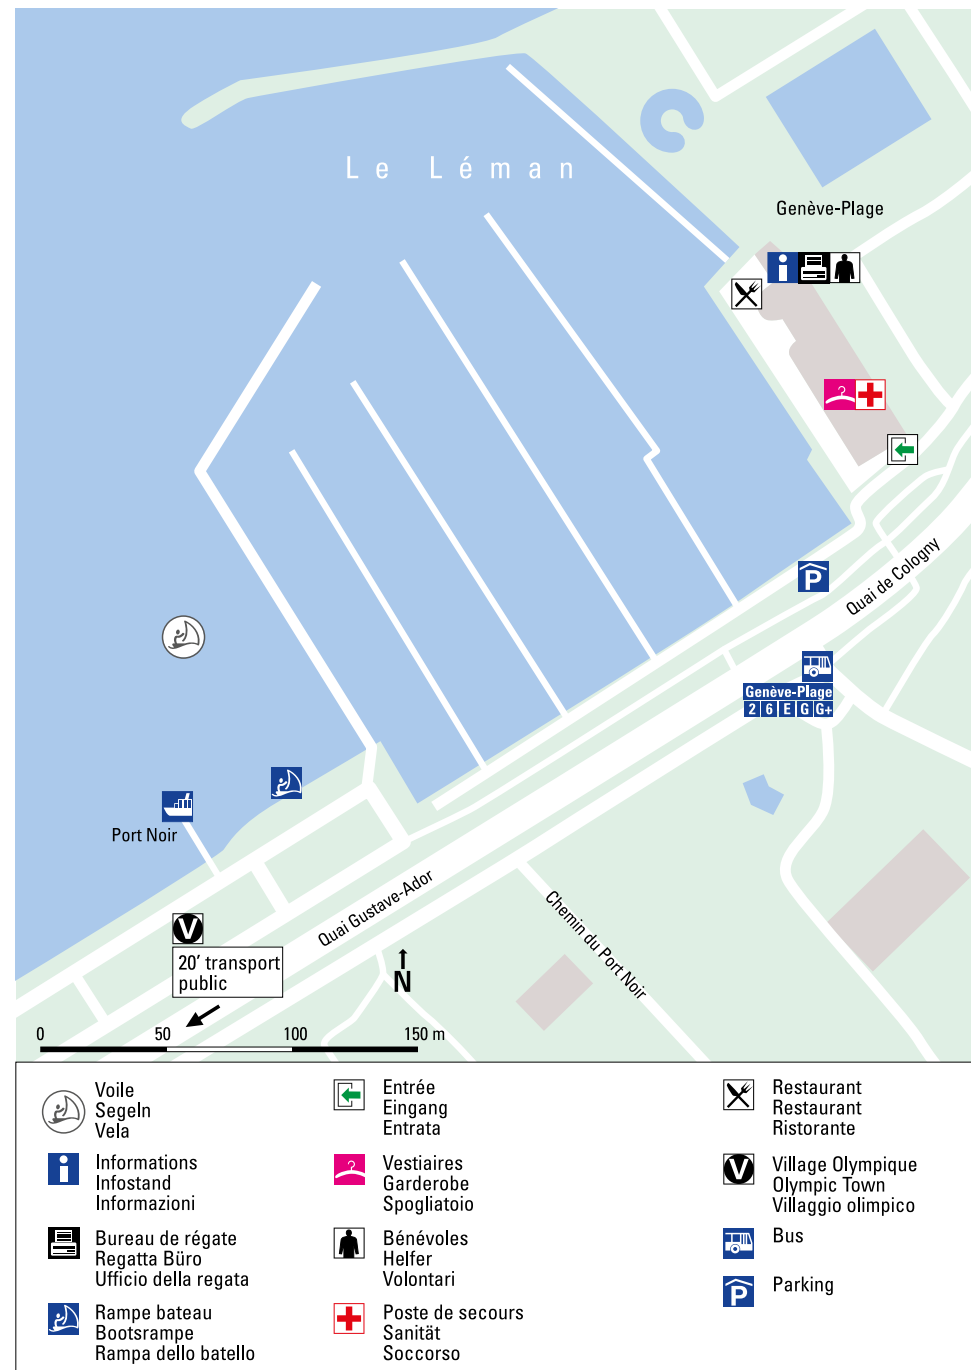 Le Léman
Genève-Plage
Quai de Cologny
P
Genève-Plage
2 6 E G G+
Port Noir
Quai Gustave-Ador
Chemin du Port Noir
V
20’ transport
public
N
0 50 100 150 m
Voile
Segeln
Vela
Informations
Infostand
Informazioni
Bureau de régate
Regatta Büro
Ufficio della regata
Rampe bateau
Bootsrampe
Rampa dello batello
Entrée
Eingang
Entrata
Vestiaires
Garderobe
Spogliatoio
Bénévoles
Helfer
Volontari
Poste de secours
Sanität
Soccorso
Restaurant
Restaurant
Ristorante
V
Village Olympique
Olympic Town
Villaggio olimpico
Bus
P
Parking